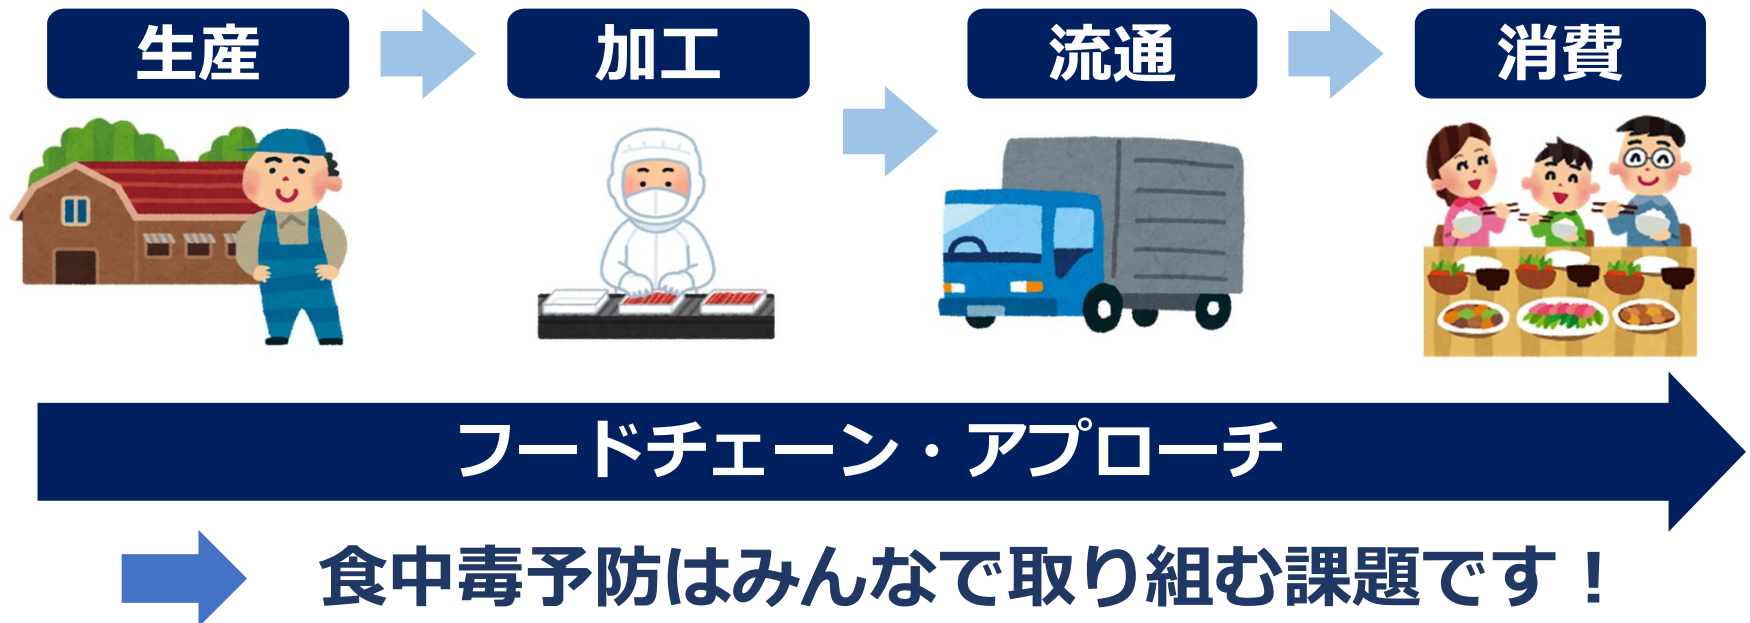 生産
加工
流通
消費
フードチェーン・アプローチ
食中毒予防はみんなで取り組む課題です！